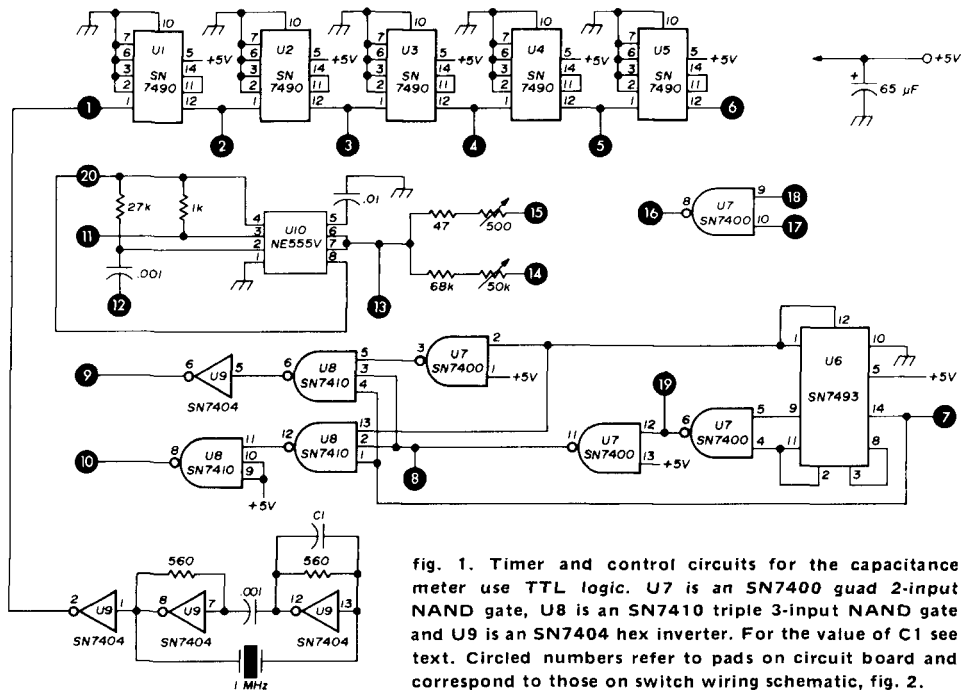 10 10 10 10 10
7 U1 7 U2 7 U3 7 U4 7 U5
6 5 +5V 6 5 +5V 6 5 +5V 6 5 +5V 6 5 +5V
3 SN 14 3 SN 14 3 SN 14 3 SN 14 3 SN 14
2 7490 11 2 7490 11 2 7490 11 2 7490 11 2 7490 11
1 12 1 12 1 12 1 12 1 12
1 2 3 4 5 6
+5V
+
65 µF
20
27k 1k
11
.001
12
4 5
3 U10 6
2 NE555V 7
1 8
.01
47 500 15
68k 50k 14
13
16 8 U7 9 18
SN7400 10 17
9 6 U9 5
SN7404
6 U8 5
SN7410 3
4
3 U7 2
SN7400 1
+5V
12
1 U6 10
5 +5V
SN7493
9 14 7
11 8
2 3
10 8 U8 11
SN7410 10
9
+5V
12 U8 13
SN7410 2
1
8
11 U7 12
SN7400 13
+5V
19
6 U7 5
SN7400 4
C1
560 560
2 U9 1 8 U9 7 .001 12 U9 13
SN7404 SN7404 SN7404
1 MHz
fig. 1. Timer and control circuits for the capacitance
meter use TTL logic. U7 is an SN7400 quad 2-input
NAND gate, U8 is an SN7410 triple 3-input NAND gate
and U9 is an SN7404 hex inverter. For the value of C1 see
text. Circled numbers refer to pads on circuit board and
correspond to those on switch wiring schematic, fig. 2.